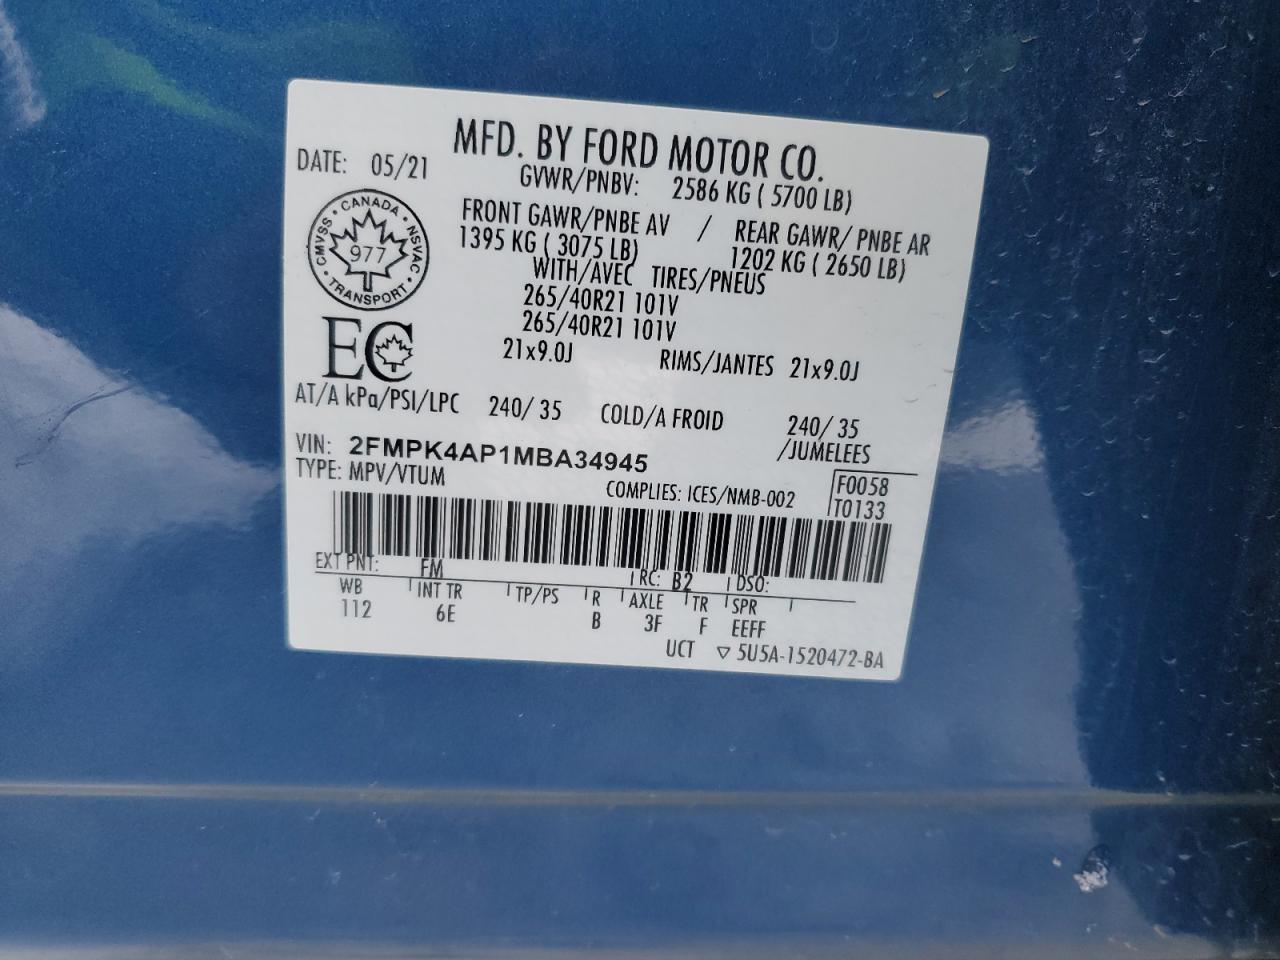 MFD. BY FORD MOTOR CO.
DATE: 05/21
GVWR/PNBV: 2586 KG ( 5700 LB)
FRONT GAWR/PNBE AV / REAR GAWR/ PNBE AR
1395 KG ( 3075 LB) 1202 KG ( 2650 LB)
WITH/AVEC TIRES/PNEUS
265/40R21 101V
265/40R21 101V
21x9.0J RIMS/JANTES 21x9.0J
CANADA
CMVSS NSVAC
977
TRANSPORT
EC
AT/A kPa/PSI/LPC 240/ 35 COLD/A FROID 240/ 35
/JUMELEES
VIN: 2FMPK4AP1MBA34945
TYPE: MPV/VTUM
COMPLIES: ICES/NMB-002
F0058
T0133
EXT PNT: FM RC: B2 DSO:
WB INT TR TP/PS R AXLE TR SPR
112 6E B 3F F EEFF
UCT ▽ 5U5A-1520472-BA